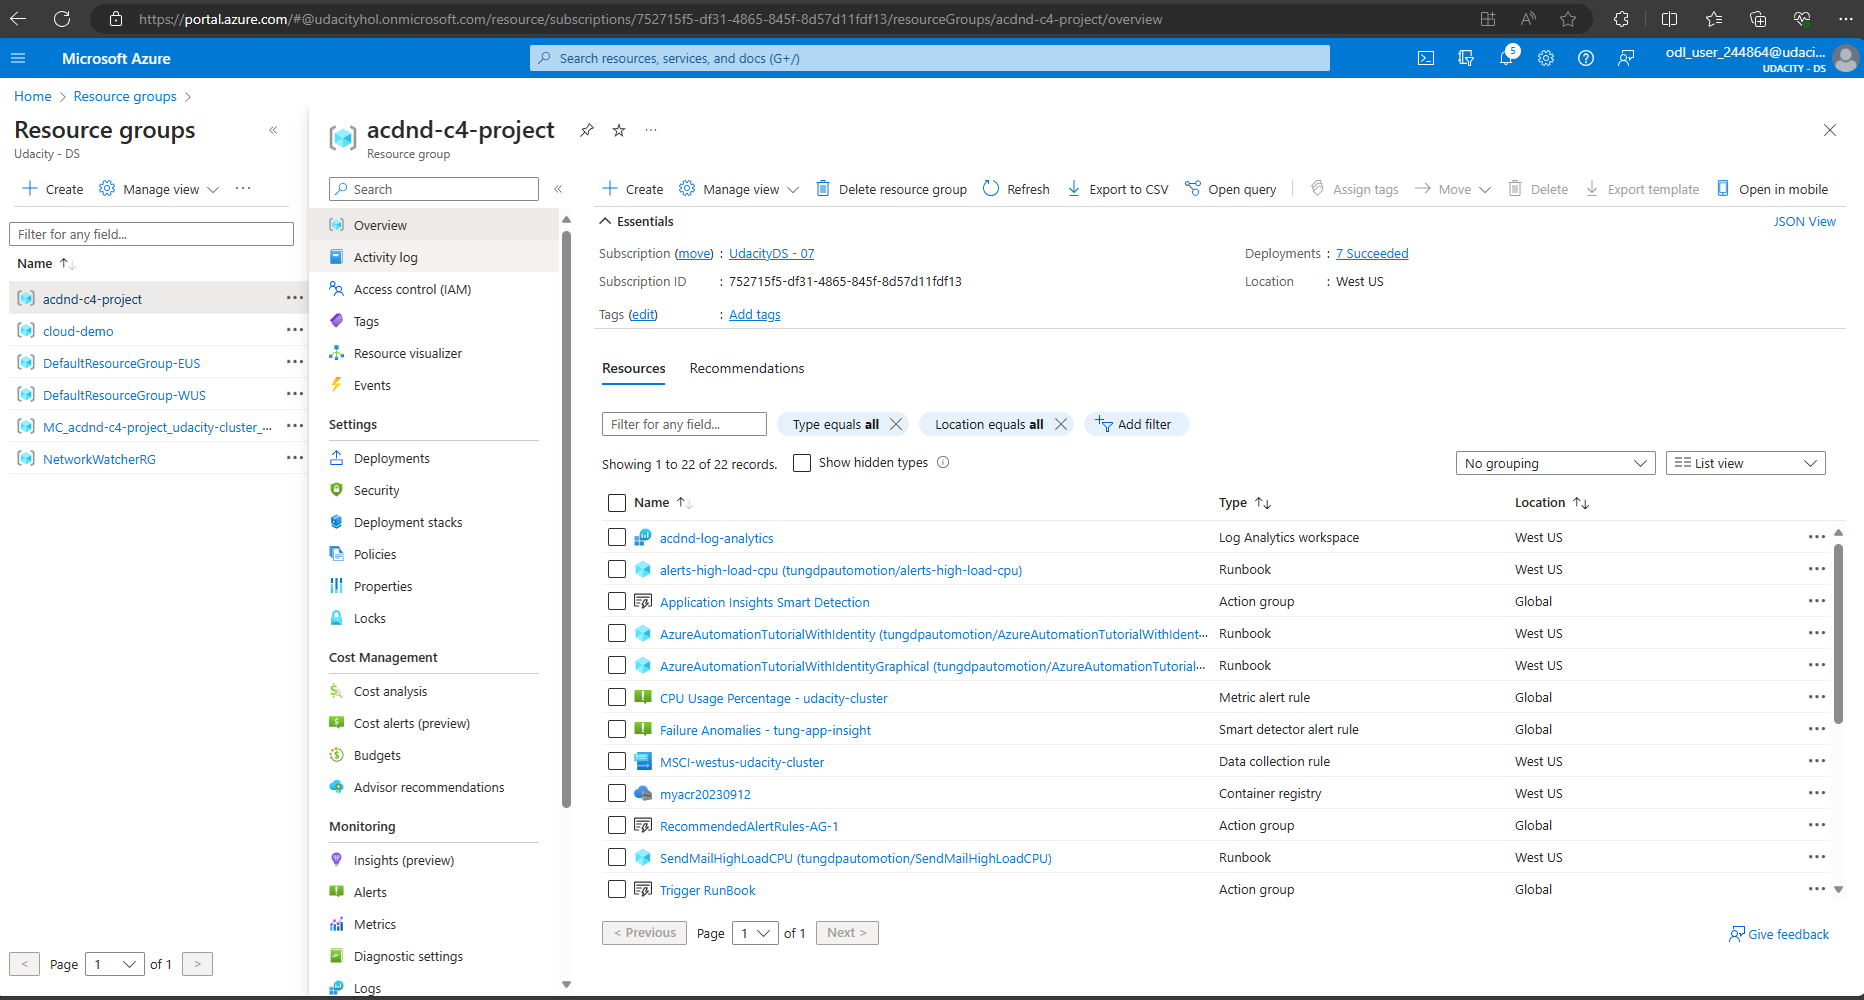 https://portal.azure.com/#@udacityhol.onmicrosoft.com/resource/subscriptions/752715f5-df31-4865-845f-8d57d11fdf13/resourceGroups/acdnd-c4-project/overview
Microsoft Azure
Search resources, services, and docs (G+/)
5
odl_user_244864@udaci...
UDACITY - DS
Home > Resource groups >
Resource groups
Udacity - DS
Create Manage view
Filter for any field...
Name
acdnd-c4-project
cloud-demo
DefaultResourceGroup-EUS
DefaultResourceGroup-WUS
MC_acdnd-c4-project_udacity-cluster_...
NetworkWatcherRG
< Page 1 of 1 >
acdnd-c4-project
Resource group
Search
Overview
Activity log
Access control (IAM)
Tags
Resource visualizer
Events
Settings
Deployments
Security
Deployment stacks
Policies
Properties
Locks
Cost Management
Cost analysis
Cost alerts (preview)
Budgets
Advisor recommendations
Monitoring
Insights (preview)
Alerts
Metrics
Diagnostic settings
Logs
Create Manage view Delete resource group Refresh Export to CSV Open query Assign tags Move Delete Export template Open in mobile
Essentials
JSON View
Subscription (move) : UdacityDS - 07
Deployments : 7 Succeeded
Subscription ID : 752715f5-df31-4865-845f-8d57d11fdf13
Location : West US
Tags (edit) : Add tags
Resources Recommendations
Filter for any field... Type equals all Location equals all Add filter
Showing 1 to 22 of 22 records. Show hidden types
No grouping List view
Name Type Location
acdnd-log-analytics Log Analytics workspace West US
alerts-high-load-cpu (tungdpautomotion/alerts-high-load-cpu) Runbook West US
Application Insights Smart Detection Action group Global
AzureAutomationTutorialWithIdentity (tungdpautomotion/AzureAutomationTutorialWithIdent... Runbook West US
AzureAutomationTutorialWithIdentityGraphical (tungdpautomotion/AzureAutomationTutorial... Runbook West US
CPU Usage Percentage - udacity-cluster Metric alert rule Global
Failure Anomalies - tung-app-insight Smart detector alert rule Global
MSCI-westus-udacity-cluster Data collection rule West US
myacr20230912 Container registry West US
RecommendedAlertRules-AG-1 Action group Global
SendMailHighLoadCPU (tungdpautomotion/SendMailHighLoadCPU) Runbook West US
Trigger RunBook Action group Global
< Previous Page 1 of 1 Next >
Give feedback